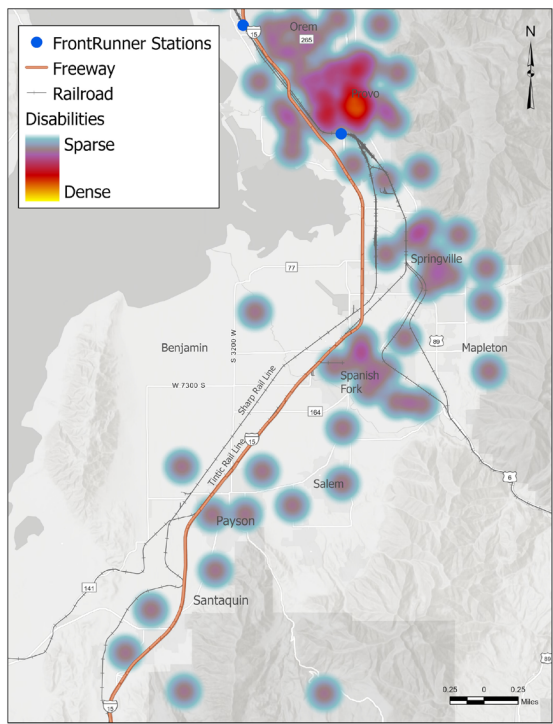 FrontRunner Stations
Freeway
Railroad
Disabilities
Sparse
Dense
N
15
Orem
265
Provo
Springville
77
Benjamin
S 3200 W
89
Mapleton
W 7300 S
Sharp Rail Line
Spanish
Fork
164
15
Tintic Rail Line
6
Salem
Payson
141
Santaquin
89
15
0.25 0 0.25
Miles